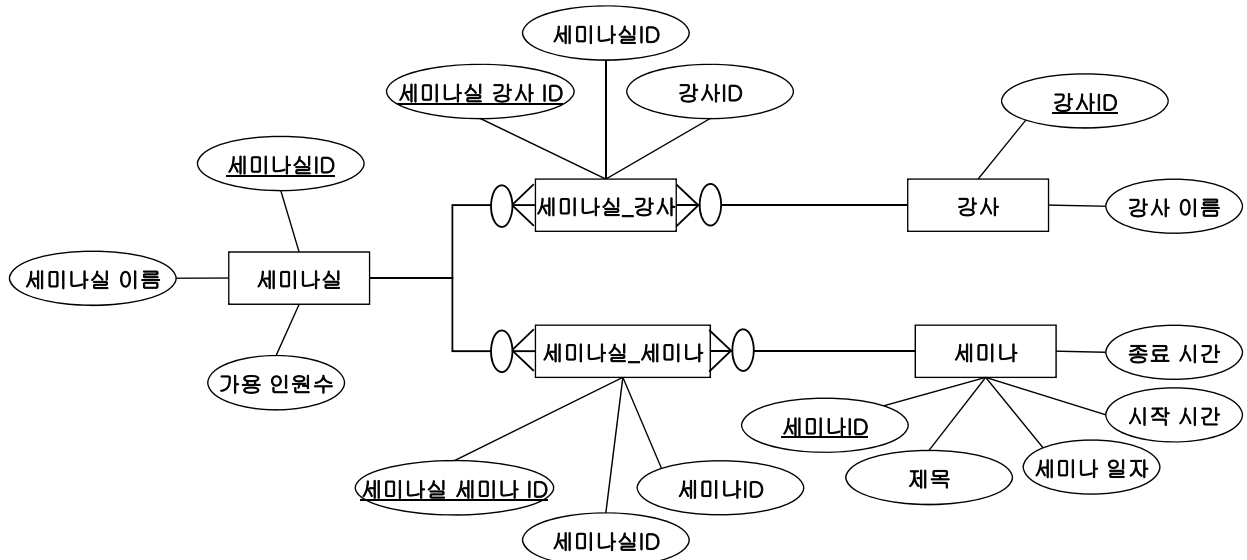 세미나실ID
세미나실 강사 ID
강사ID
강사ID
세미나실ID
세미나실_강사
강사
강사 이름
세미나실 이름
세미나실
세미나실_세미나
세미나
종료 시간
가용 인원수
시작 시간
세미나ID
세미나 일자
제목
세미나실 세미나 ID
세미나ID
세미나실ID